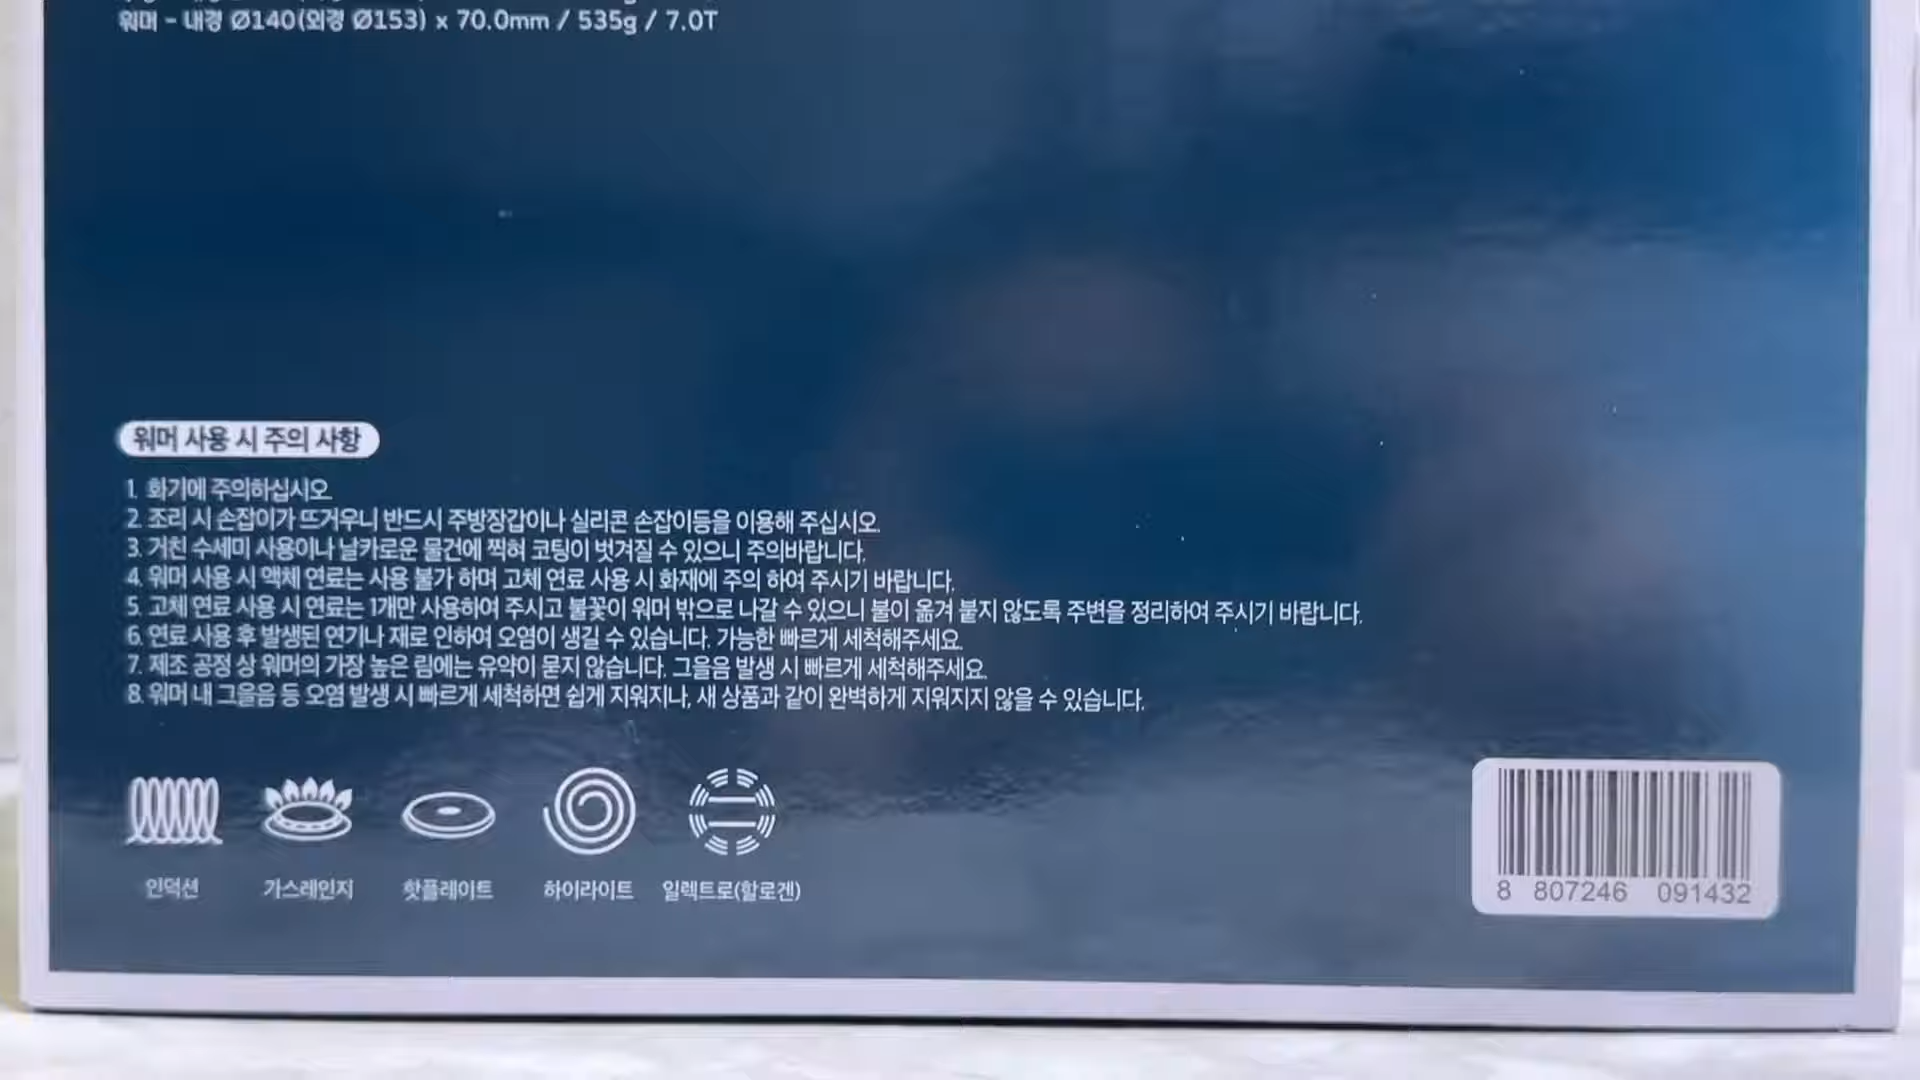 워머 - 내경 Ø140(외경 Ø153) x 70.0mm / 535g / 7.0T
워머 사용 시 주의 사항
1. 화기에 주의하십시오.
2. 조리 시 손잡이가 뜨거우니 반드시 주방장갑이나 실리콘 손잡이등을 이용해 주십시오.
3. 거친 수세미 사용이나 날카로운 물건에 찍혀 코팅이 벗겨질 수 있으니 주의바랍니다.
4. 워머 사용 시 액체 연료는 사용 불가 하며 고체 연료 사용 시 화재에 주의 하여 주시기 바랍니다.
5. 고체 연료 사용 시 연료는 1개만 사용하여 주시고 불꽃이 워머 밖으로 나갈 수 있으니 불이 옮겨 붙지 않도록 주변을 정리하여 주시기 바랍니다.
6. 연료 사용 후 발생된 연기나 재로 인하여 오염이 생길 수 있습니다. 가능한 빠르게 세척해주세요.
7. 제조 공정 상 워머의 가장 높은 림에는 유약이 묻지 않습니다. 그을음 발생 시 빠르게 세척해주세요.
8. 워머 내 그을음 등 오염 발생 시 빠르게 세척하면 쉽게 지워지나, 새 상품과 같이 완벽하게 지워지지 않을 수 있습니다.
인덕션 가스레인지 핫플레이트 하이라이트 일렉트로(할로겐)
8 807246 091432